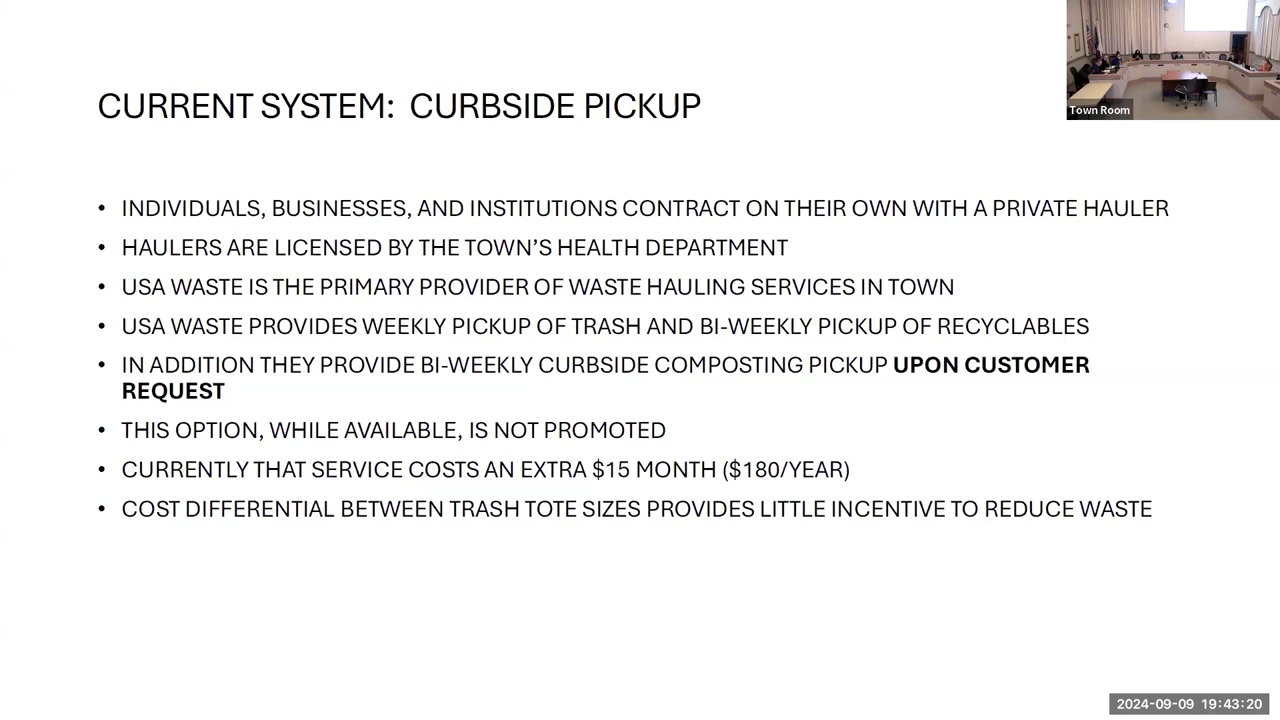 Town Room
CURRENT SYSTEM: CURBSIDE PICKUP
• INDIVIDUALS, BUSINESSES, AND INSTITUTIONS CONTRACT ON THEIR OWN WITH A PRIVATE HAULER
• HAULERS ARE LICENSED BY THE TOWN’S HEALTH DEPARTMENT
• USA WASTE IS THE PRIMARY PROVIDER OF WASTE HAULING SERVICES IN TOWN
• USA WASTE PROVIDES WEEKLY PICKUP OF TRASH AND BI-WEEKLY PICKUP OF RECYCLABLES
• IN ADDITION THEY PROVIDE BI-WEEKLY CURBSIDE COMPOSTING PICKUP UPON CUSTOMER
REQUEST
• THIS OPTION, WHILE AVAILABLE, IS NOT PROMOTED
• CURRENTLY THAT SERVICE COSTS AN EXTRA $15 MONTH ($180/YEAR)
• COST DIFFERENTIAL BETWEEN TRASH TOTE SIZES PROVIDES LITTLE INCENTIVE TO REDUCE WASTE
2024-09-09 19:43:20